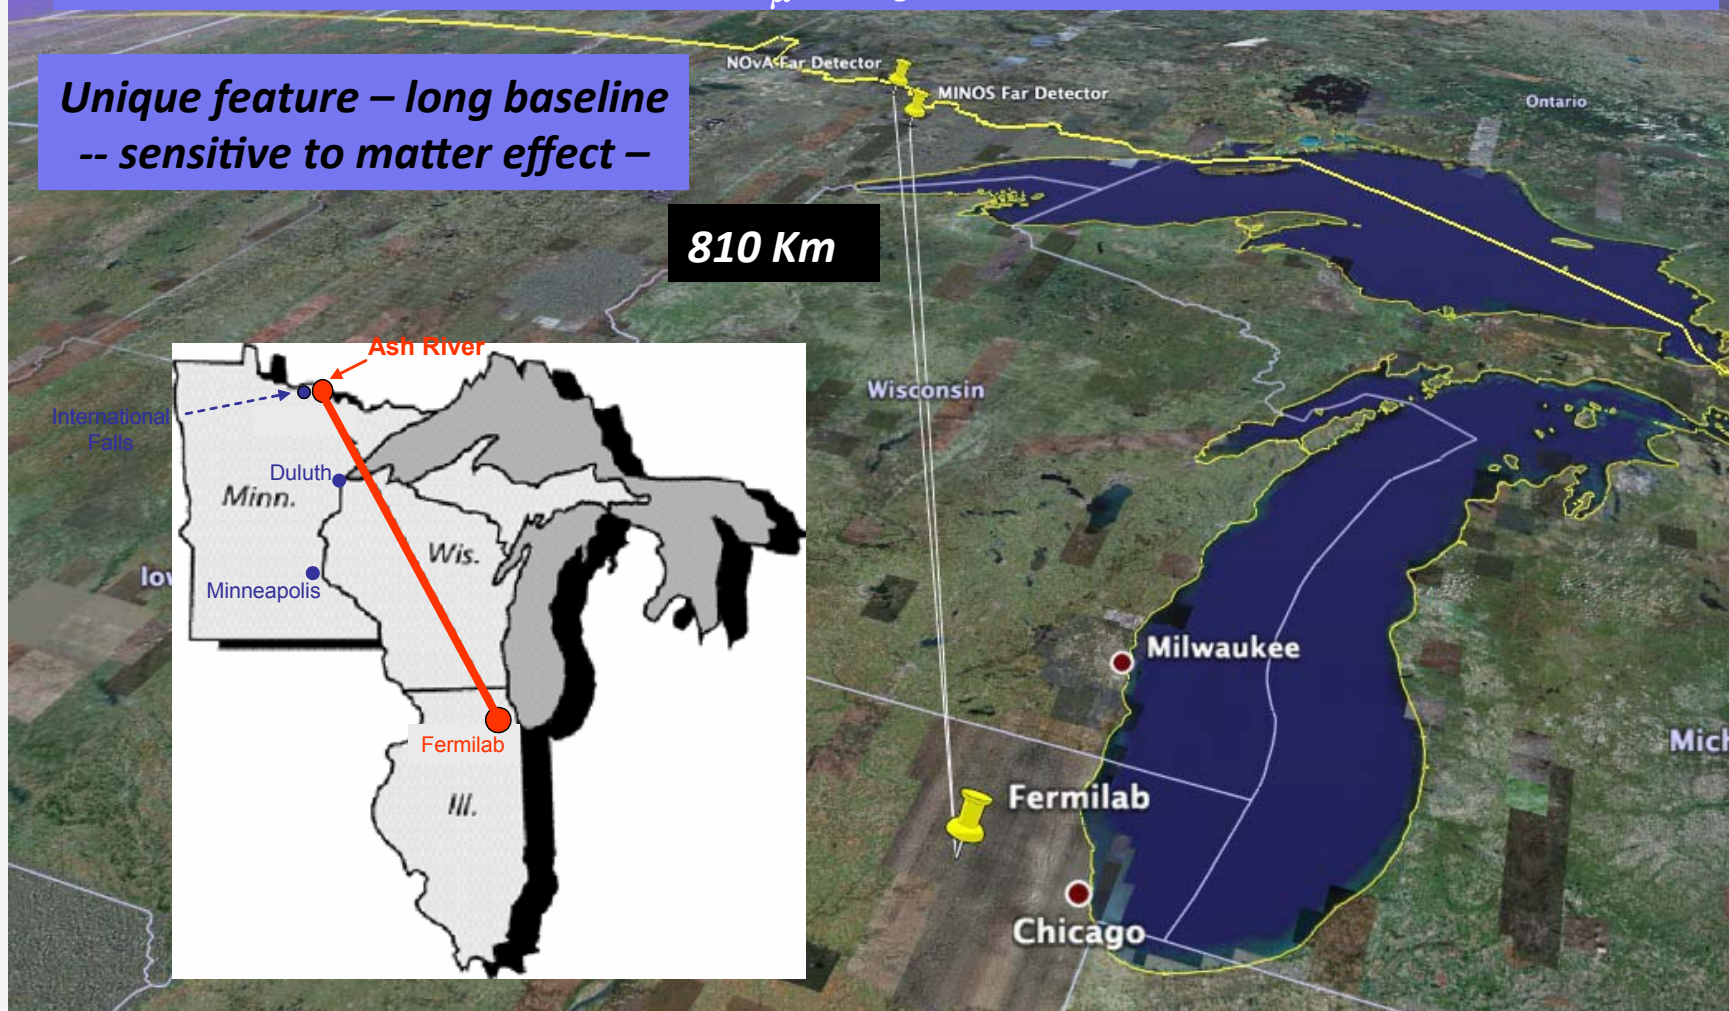 Unique feature – long baseline
-- sensitive to matter effect –
NOvA Far Detector
MINOS Far Detector
Ontario
810 Km
Ash River
International
Falls
Duluth
Minn.
Wis.
Minneapolis
Fermilab
Ill.
Wisconsin
Milwaukee
Fermilab
Chicago
Mich
Iow